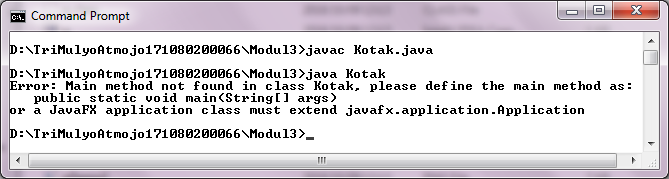 Command Prompt
D:\TriMulyoAtmojo171080200066\Modul3>javac Kotak.java
D:\TriMulyoAtmojo171080200066\Modul3>java Kotak
Error: Main method not found in class Kotak, please define the main method as:
   public static void main(String[] args)
or a JavaFX application class must extend javafx.application.Application
D:\TriMulyoAtmojo171080200066\Modul3>_